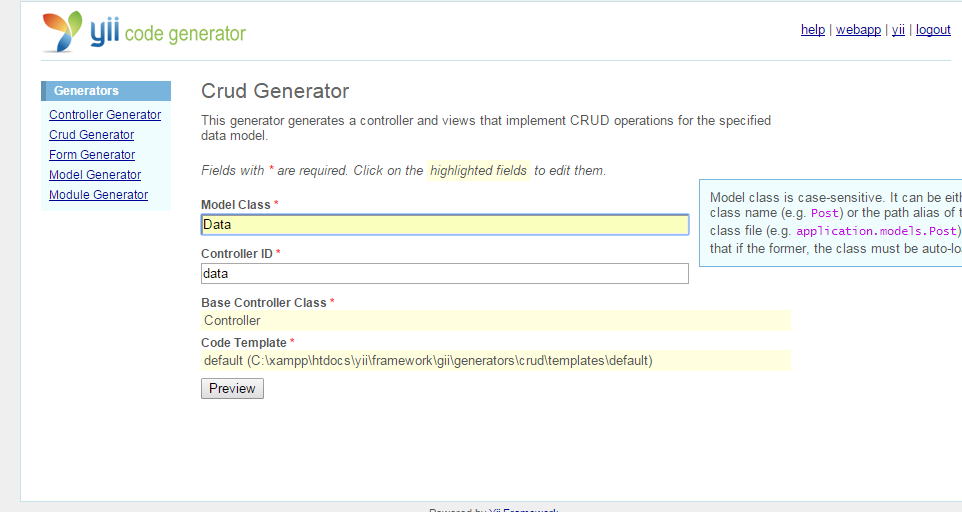 yii code generator
help | webapp | yii | logout
Generators
Controller Generator
Crud Generator
Form Generator
Model Generator
Module Generator
Crud Generator
This generator generates a controller and views that implement CRUD operations for the specified
data model.
Fields with * are required. Click on the highlighted fields to edit them.
Model Class *
Data
Model class is case-sensitive. It can be eit
class name (e.g. Post) or the path alias of t
class file (e.g. application.models.Post)
that if the former, the class must be auto-lo
Controller ID *
data
Base Controller Class *
Controller
Code Template *
default (C:\xampp\htdocs\yii\framework\gii\generators\crud\templates\default)
Preview
Powered by Yii Framework